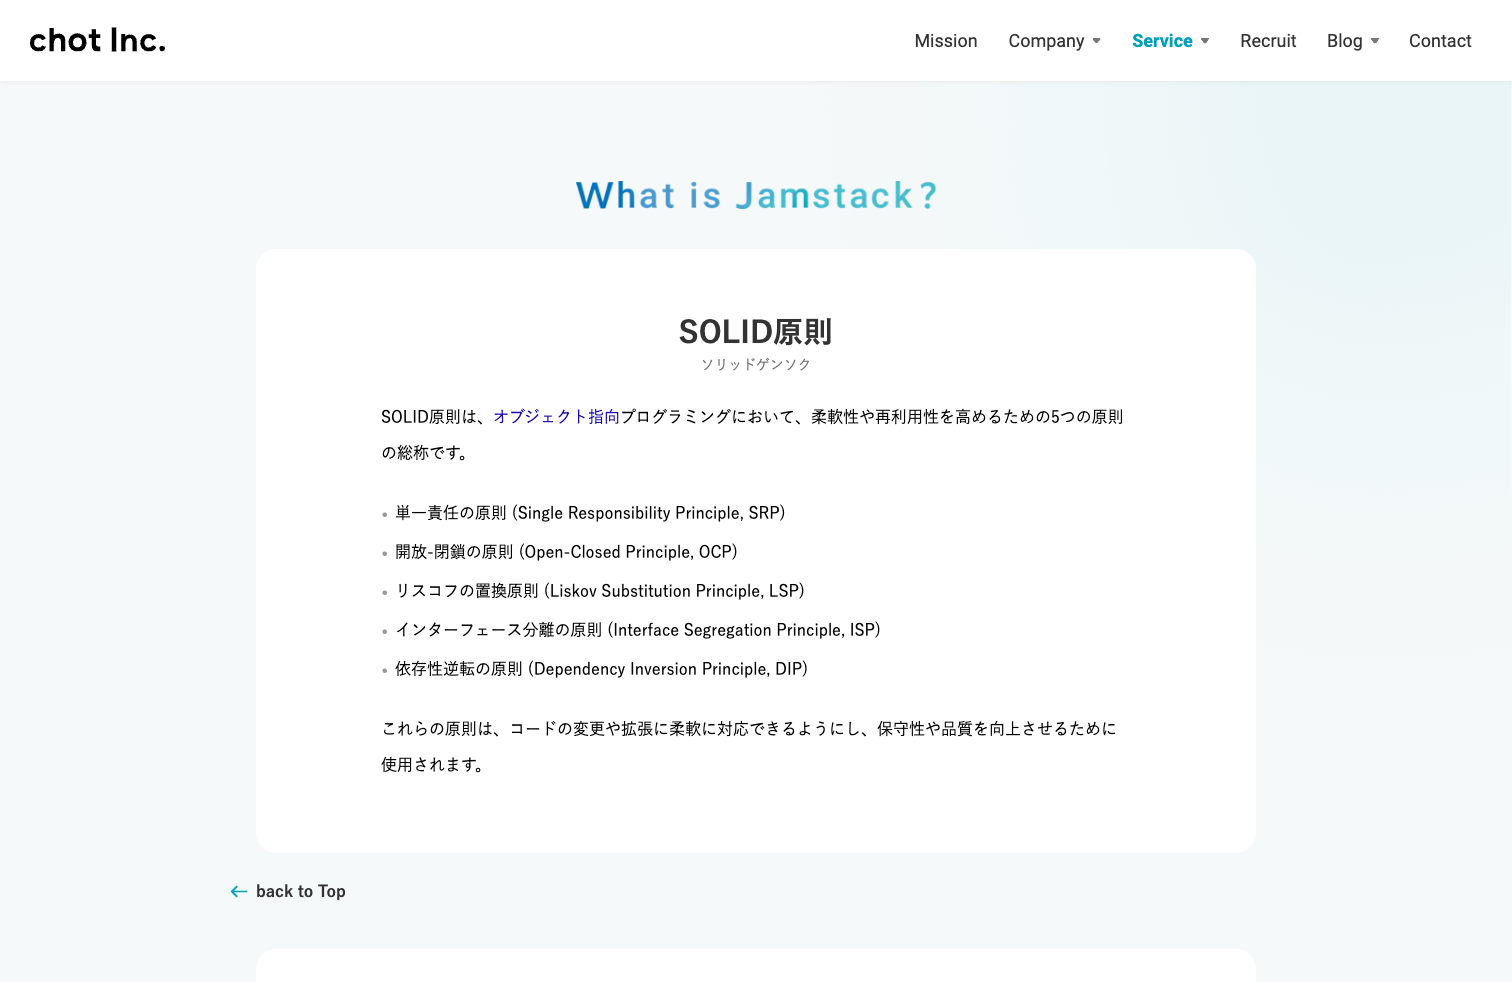 chot Inc.
Mission Company Service Recruit Blog Contact
What is Jamstack?
SOLID原則
ソリッドゲンソク
SOLID原則は、オブジェクト指向プログラミングにおいて、柔軟性や再利用性を高めるための5つの原則
の総称です。
単一責任の原則 (Single Responsibility Principle, SRP)
開放-閉鎖の原則 (Open-Closed Principle, OCP)
リスコフの置換原則 (Liskov Substitution Principle, LSP)
インターフェース分離の原則 (Interface Segregation Principle, ISP)
依存性逆転の原則 (Dependency Inversion Principle, DIP)
これらの原則は、コードの変更や拡張に柔軟に対応できるようにし、保守性や品質を向上させるために
使用されます。
back to Top